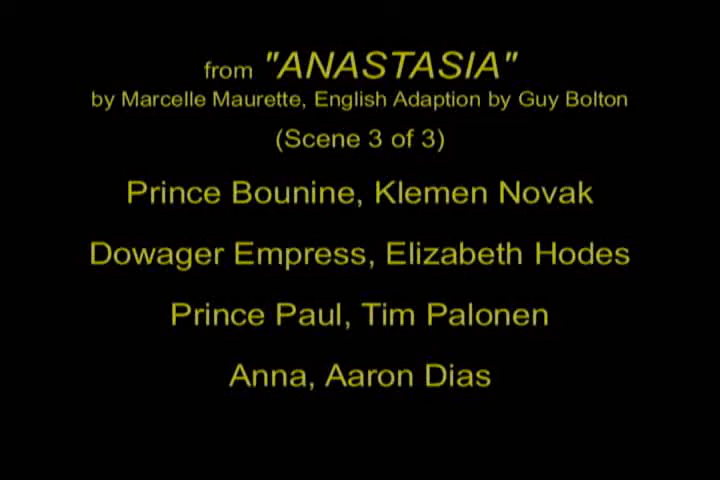 from "ANASTASIA"
by Marcelle Maurette, English Adaption by Guy Bolton
(Scene 3 of 3)
Prince Bounine, Klemen Novak
Dowager Empress, Elizabeth Hodes
Prince Paul, Tim Palonen
Anna, Aaron Dias